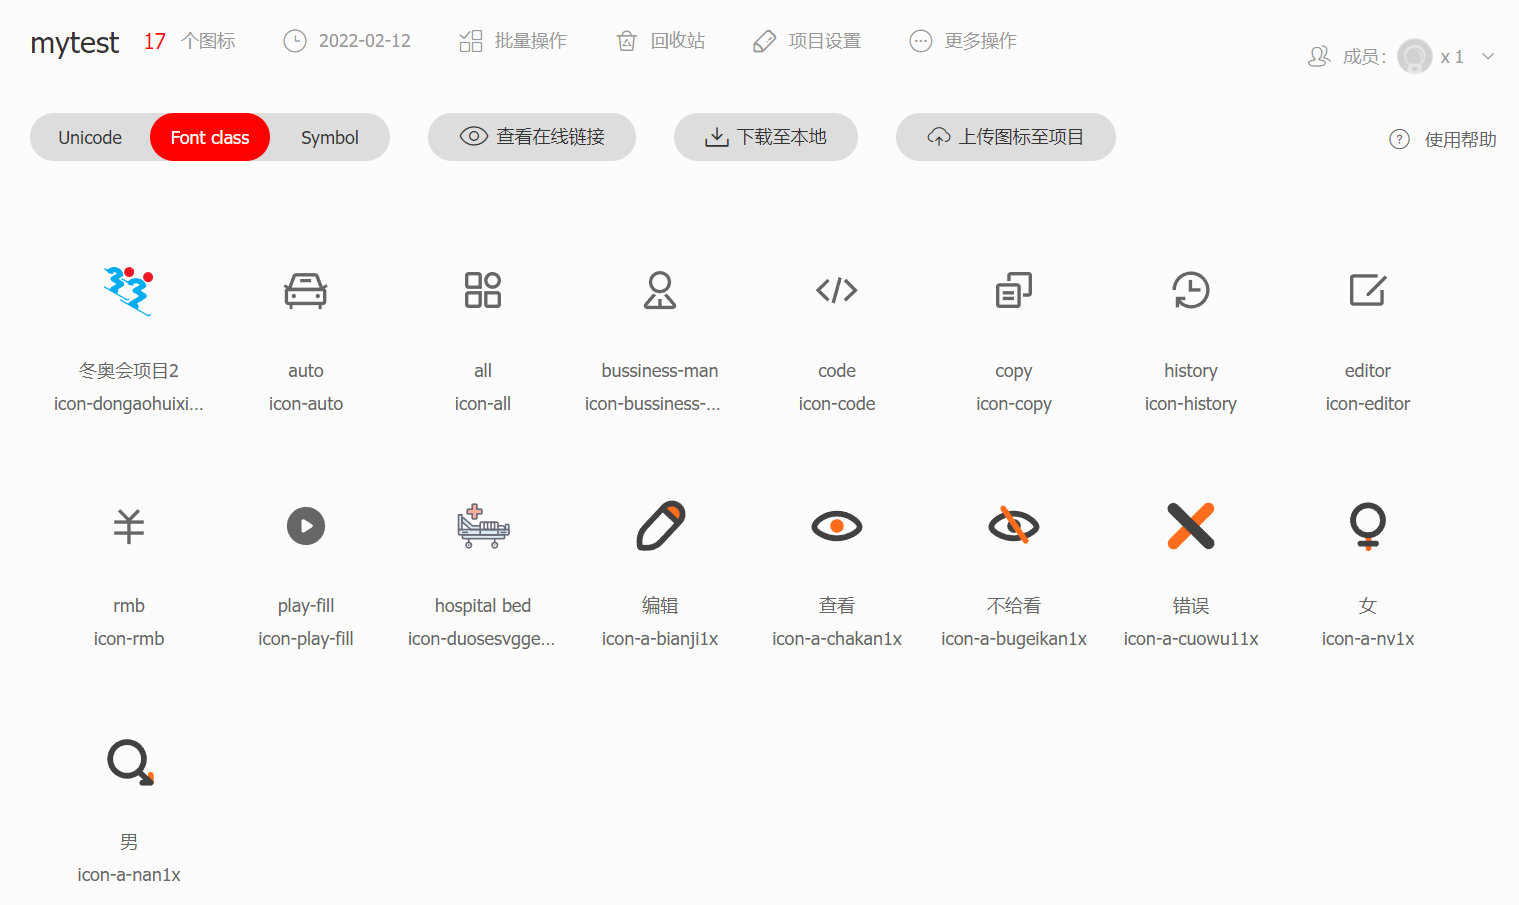 mytest 17 个图标 2022-02-12 批量操作 回收站 项目设置 更多操作 成员： x 1
Unicode Font class Symbol 查看在线链接 下载至本地 上传图标至项目 使用帮助
冬奥会项目2 auto all bussiness-man code copy history editor
icon-dongaohuixi... icon-auto icon-all icon-bussiness-... icon-code icon-copy icon-history icon-editor
rmb play-fill hospital bed 编辑 查看 不给看 错误 女
icon-rmb icon-play-fill icon-duosesvgge... icon-a-bianji1x icon-a-chakan1x icon-a-bugeikan1x icon-a-cuowu11x icon-a-nv1x
男
icon-a-nan1x